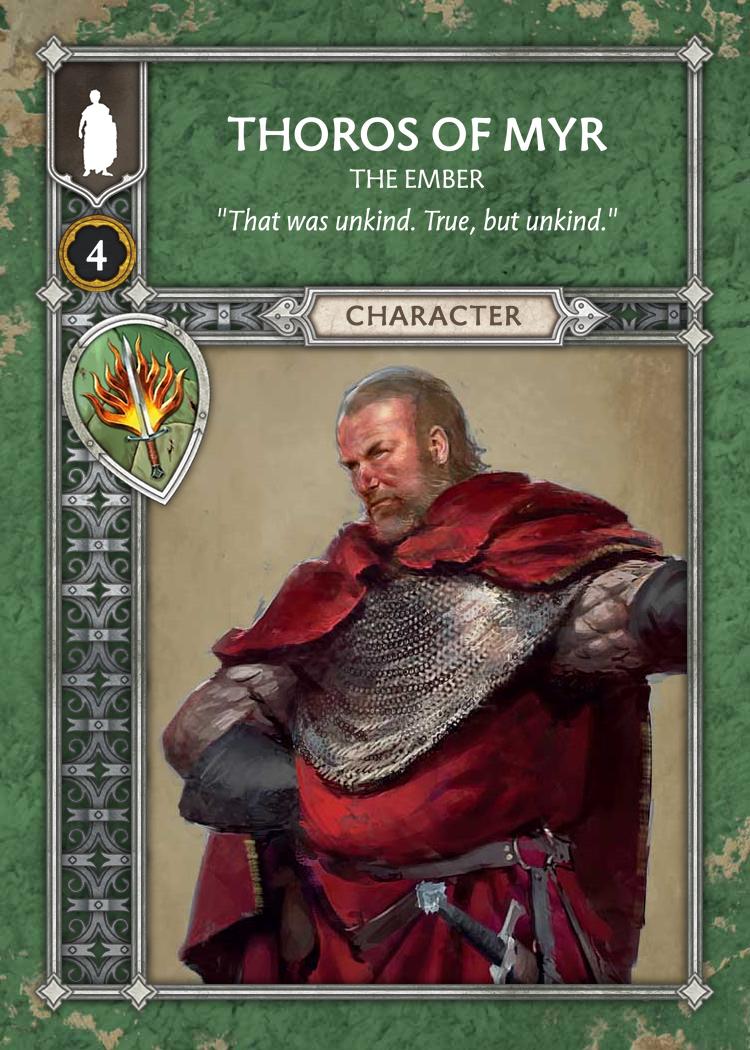 THOROS OF MYR
THE EMBER
"That was unkind. True, but unkind."
4
CHARACTER